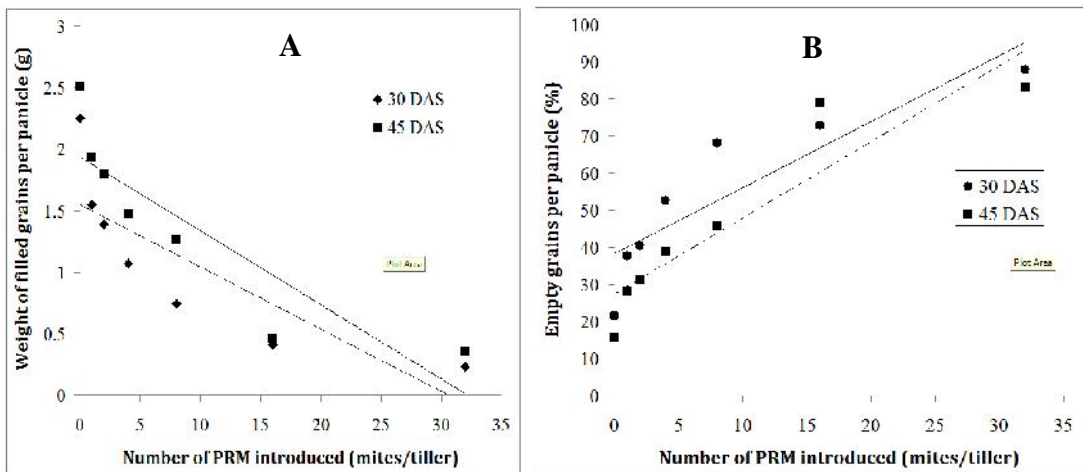 A
Weight of filled grains per panicle (g)
3
2.5
2
1.5
1
0.5
0
30 DAS
45 DAS
Plot Area
0 5 10 15 20 25 30 35
Number of PRM introduced (mites/tiller)
B
Empty grains per panicle (%)
100
90
80
70
60
50
40
30
20
10
0
30 DAS
45 DAS
Plot Area
0 5 10 15 20 25 30 35
Number of PRM introduced (mites/tiller)